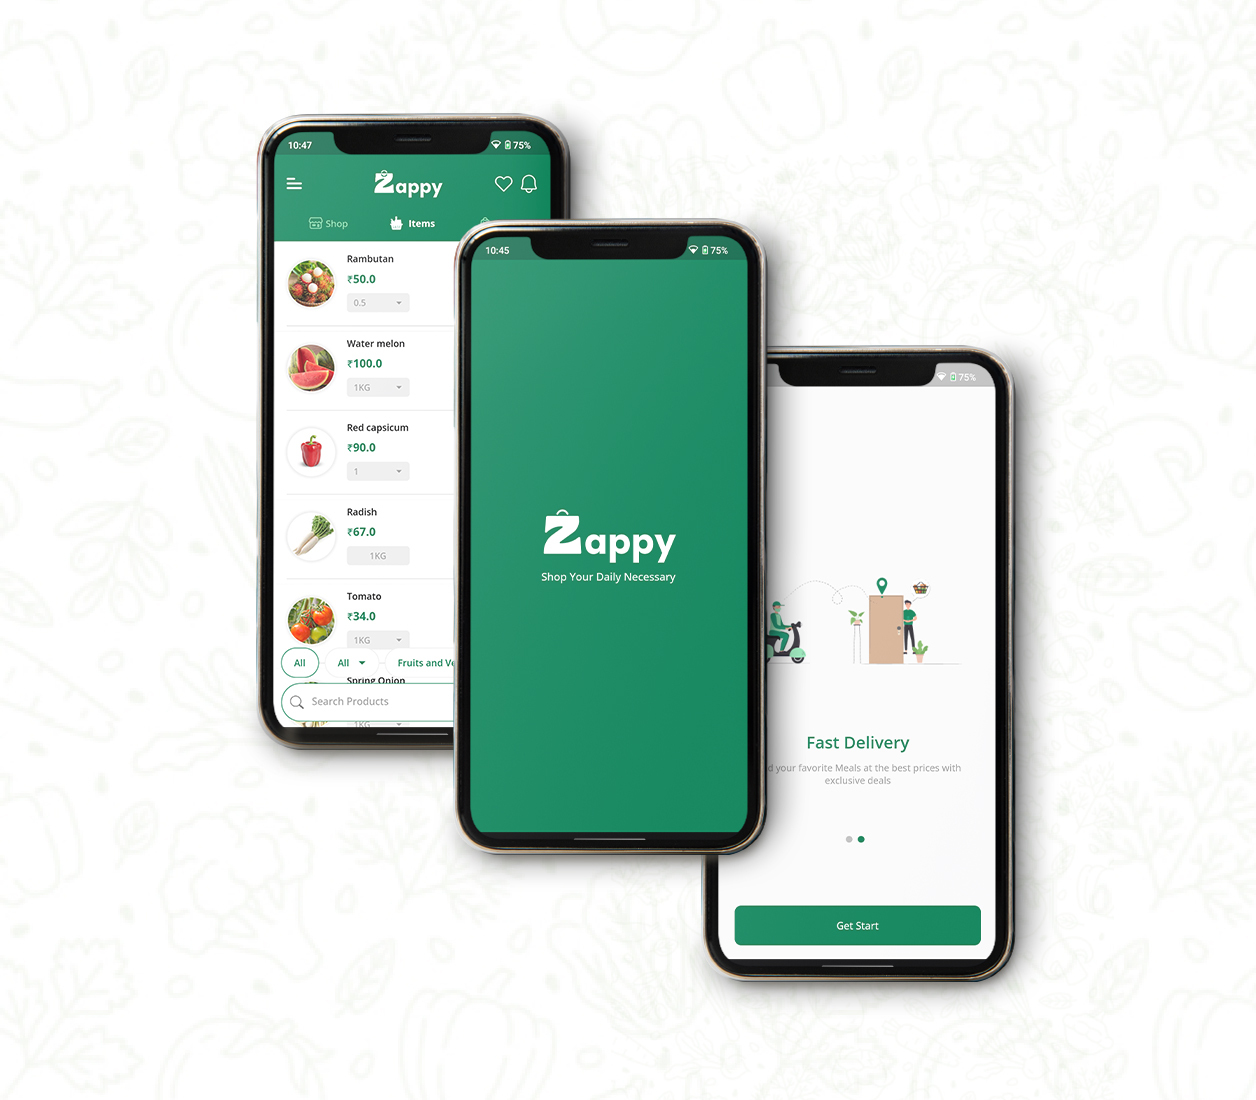 10:47
75%
Zappy
Shop
Items
Rambutan
₹50.0
0.5
Water melon
₹100.0
1KG
Red capsicum
₹90.0
1
Radish
₹67.0
1KG
Tomato
₹34.0
1KG
All
All
Fruits and
Spring Onion
Search Products
1KG
10:45
75%
Zappy
Shop Your Daily Necessary
75%
Fast Delivery
your favorite Meals at the best prices with
exclusive deals
Get Start